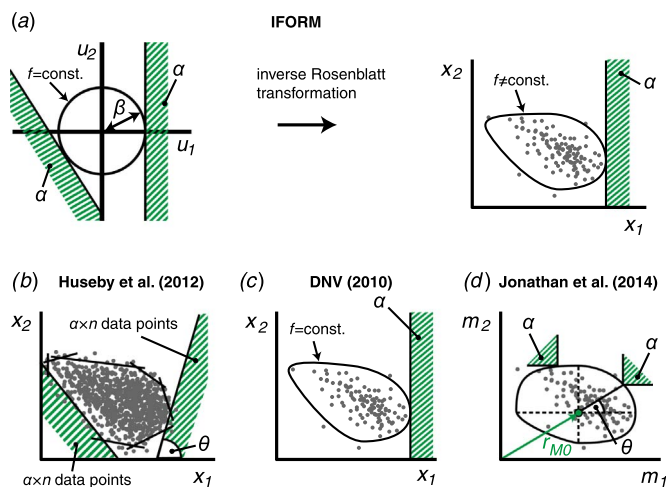 (a)
IFORM
u2
f=const.
β
α
u1
α
inverse Rosenblatt
transformation
x2
f≠const.
α
x1
(b) Huseby et al. (2012)
x2
α×n data points
θ
α×n data points
x1
(c) DNV (2010)
α
x2
f=const.
x1
(d) Jonathan et al. (2014)
m2
α
α
θ
rM0
m1